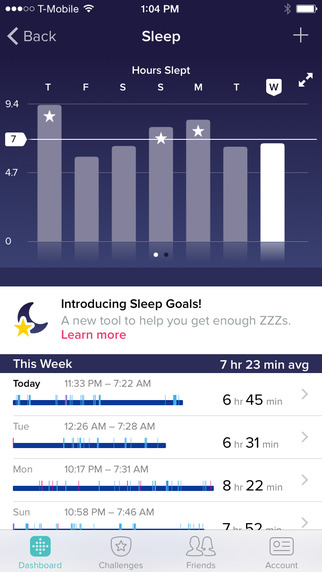 T-Mobile 1:04 PM
Back Sleep +
Hours Slept
T F S S M T W
9.4
7
4.7
0
Introducing Sleep Goals!
A new tool to help you get enough ZZZs.
Learn more
This Week 7 hr 23 min avg
Today 11:33 PM – 7:22 AM
6 hr 45 min
Tue 12:26 AM – 7:28 AM
6 hr 31 min
Mon 10:17 PM – 7:31 AM
8 hr 22 min
Sun 10:58 PM – 7:46 AM
7 hr 52 min
Dashboard Challenges Friends Account